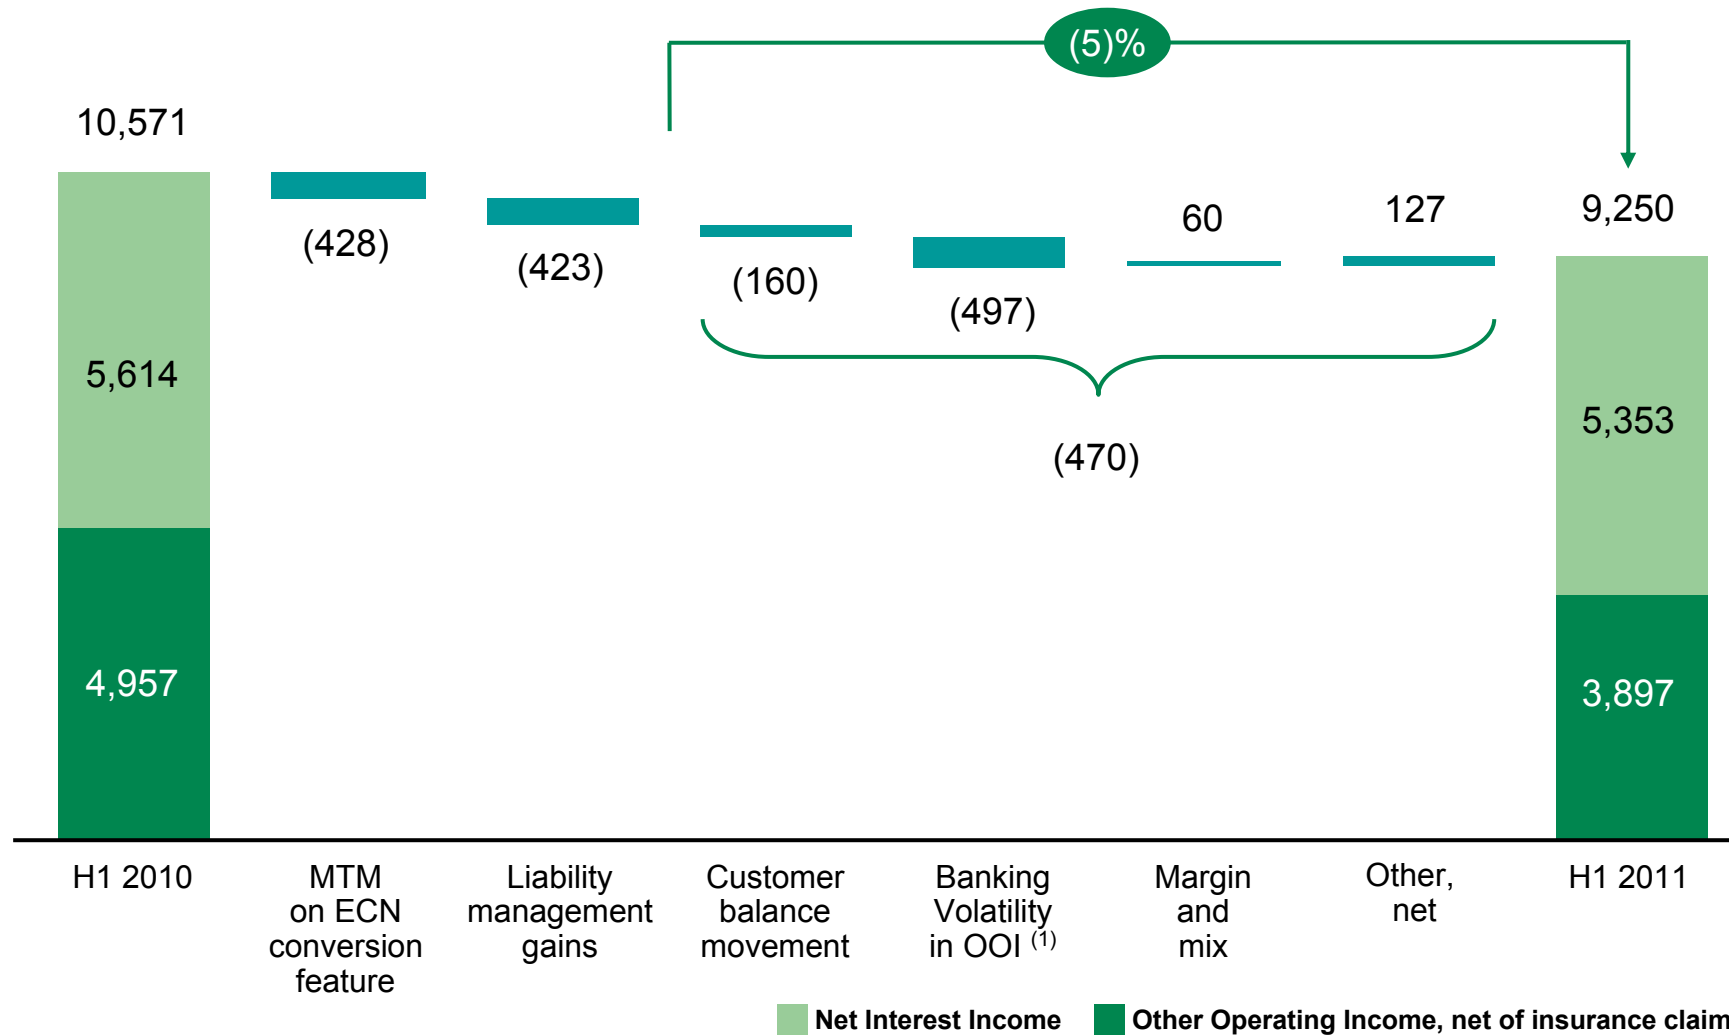 (5)%
10,571
(428)
(423)
(160)
(497)
60
127
9,250
5,614
4,957
(470)
5,353
3,897
H1 2010
MTM
on ECN
conversion
feature
Liability
management
gains
Customer
balance
movement
Banking
Volatility
in OOI (1)
Margin
and
mix
Other,
net
H1 2011
Net Interest Income
Other Operating Income, net of insurance claim